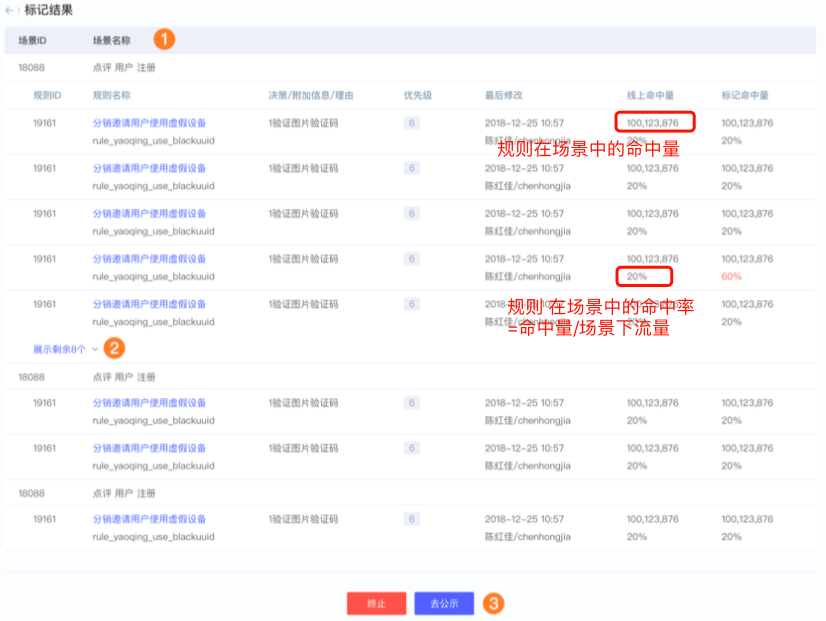 标记结果
场景ID 场景名称 1
18088 点评 用户 注册
规则ID 规则名称 决策/附加信息/理由 优先级 最后修改 线上命中量 标记命中量
19161 分销邀请用户使用虚假设备 1验证图片验证码 6 2018-12-25 10:57 100,123,876 100,123,876
rule_yaoqing_use_blackuuid 陈红佳/chenhongjia 20% 20%
规则在场景中的命中量
19161 分销邀请用户使用虚假设备 1验证图片验证码 6 2018-12-25 10:57 100,123,876 100,123,876
rule_yaoqing_use_blackuuid 陈红佳/chenhongjia 20% 20%
19161 分销邀请用户使用虚假设备 1验证图片验证码 6 2018-12-25 10:57 100,123,876 100,123,876
rule_yaoqing_use_blackuuid 陈红佳/chenhongjia 20% 20%
19161 分销邀请用户使用虚假设备 1验证图片验证码 6 2018-12-25 10:57 100,123,876 100,123,876
rule_yaoqing_use_blackuuid 陈红佳/chenhongjia 20% 60%
19161 分销邀请用户使用虚假设备 1验证图片验证码 6 2018-12-25 10:57 100,123,876 100,123,876
规则 在场景中的命中率
rule_yaoqing_use_blackuuid 陈红佳/chenhongjia 20% 20%
=命中量/场景下流量
展示剩余8个 2
18088 点评 用户 注册
19161 分销邀请用户使用虚假设备 1验证图片验证码 6 2018-12-25 10:57 100,123,876 100,123,876
rule_yaoqing_use_blackuuid 陈红佳/chenhongjia 20% 20%
19161 分销邀请用户使用虚假设备 1验证图片验证码 6 2018-12-25 10:57 100,123,876 100,123,876
rule_yaoqing_use_blackuuid 陈红佳/chenhongjia 20% 20%
18088 点评 用户 注册
19161 分销邀请用户使用虚假设备 1验证图片验证码 6 2018-12-25 10:57 100,123,876 100,123,876
rule_yaoqing_use_blackuuid 陈红佳/chenhongjia 20% 20%
终止 去公示 3